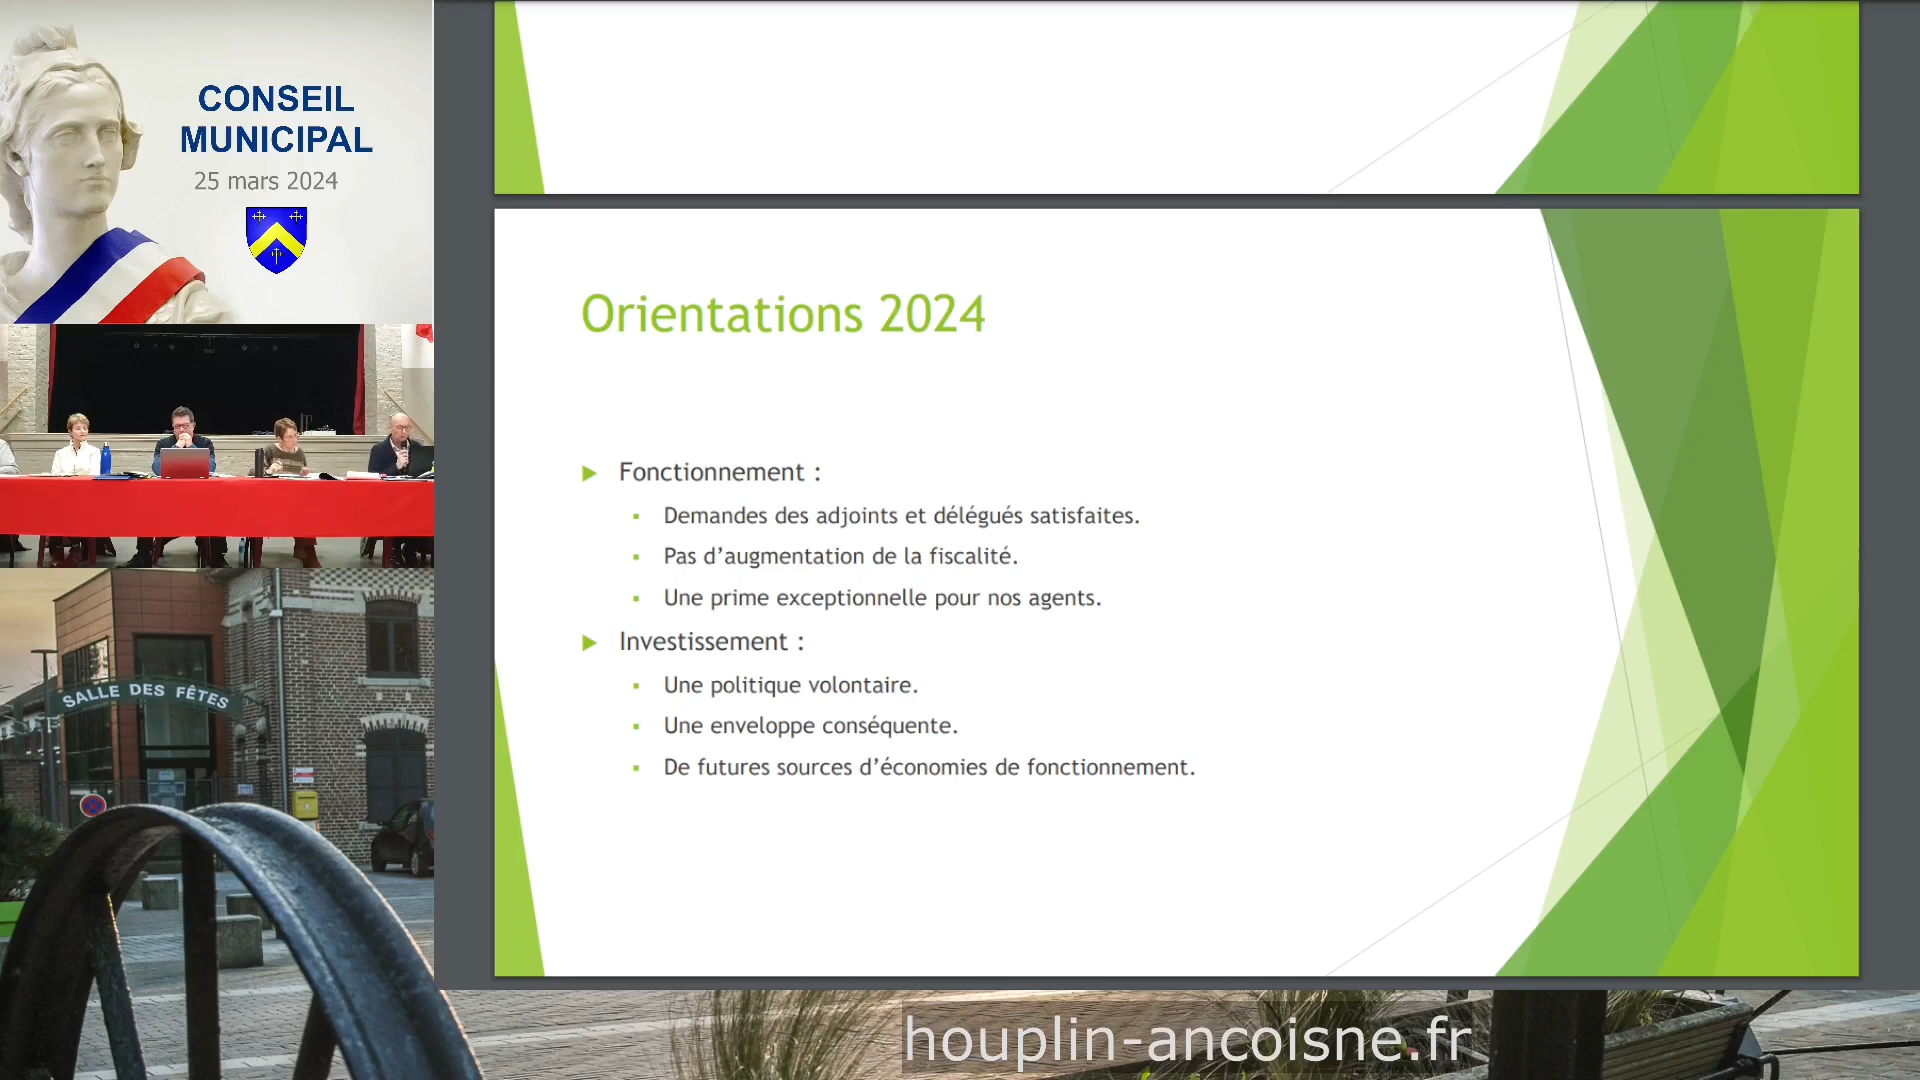 CONSEIL
MUNICIPAL
25 mars 2024
SALLE DES FÊTES
Orientations 2024
Fonctionnement :
Demandes des adjoints et délégués satisfaites.
Pas d’augmentation de la fiscalité.
Une prime exceptionnelle pour nos agents.
Investissement :
Une politique volontaire.
Une enveloppe conséquente.
De futures sources d’économies de fonctionnement.
houplin-ancoisne.fr